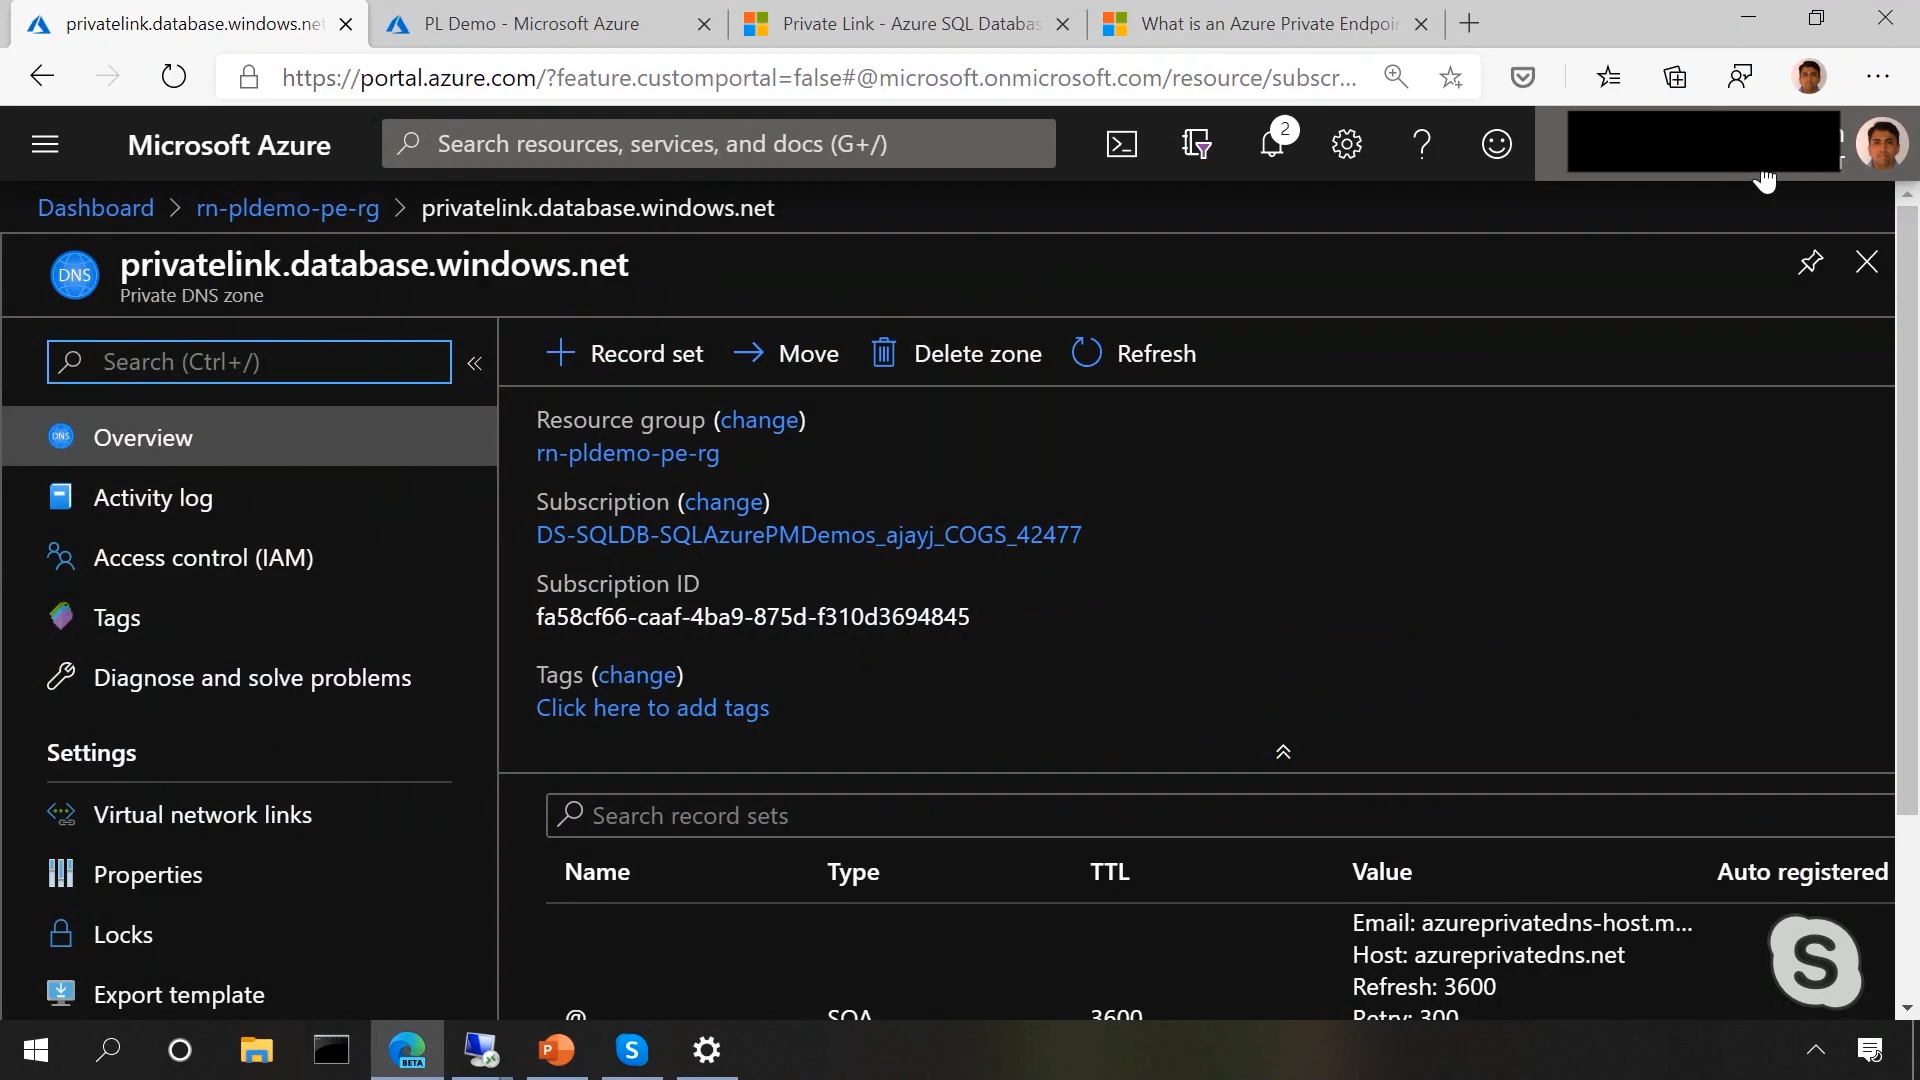 privatelink.database.windows.net
PL Demo - Microsoft Azure
Private Link - Azure SQL Databas
What is an Azure Private Endpoin
https://portal.azure.com/?feature.customportal=false#@microsoft.onmicrosoft.com/resource/subscr...
Microsoft Azure
Search resources, services, and docs (G+/)
2
Dashboard > rn-pldemo-pe-rg > privatelink.database.windows.net
DNS
privatelink.database.windows.net
Private DNS zone
Search (Ctrl+/)
«
Record set
Move
Delete zone
Refresh
DNS
Overview
Activity log
Access control (IAM)
Tags
Diagnose and solve problems
Settings
Virtual network links
Properties
Locks
Export template
Resource group (change)
rn-pldemo-pe-rg
Subscription (change)
DS-SQLDB-SQLAzurePMDemos_ajayj_COGS_42477
Subscription ID
fa58cf66-caaf-4ba9-875d-f310d3694845
Tags (change)
Click here to add tags
Search record sets
Name Type TTL Value Auto registered
Email: azureprivatedns-host.m...
Host: azureprivatedns.net
Refresh: 3600
@ SOA 3600 Retry: 300
S
BETA
P
S